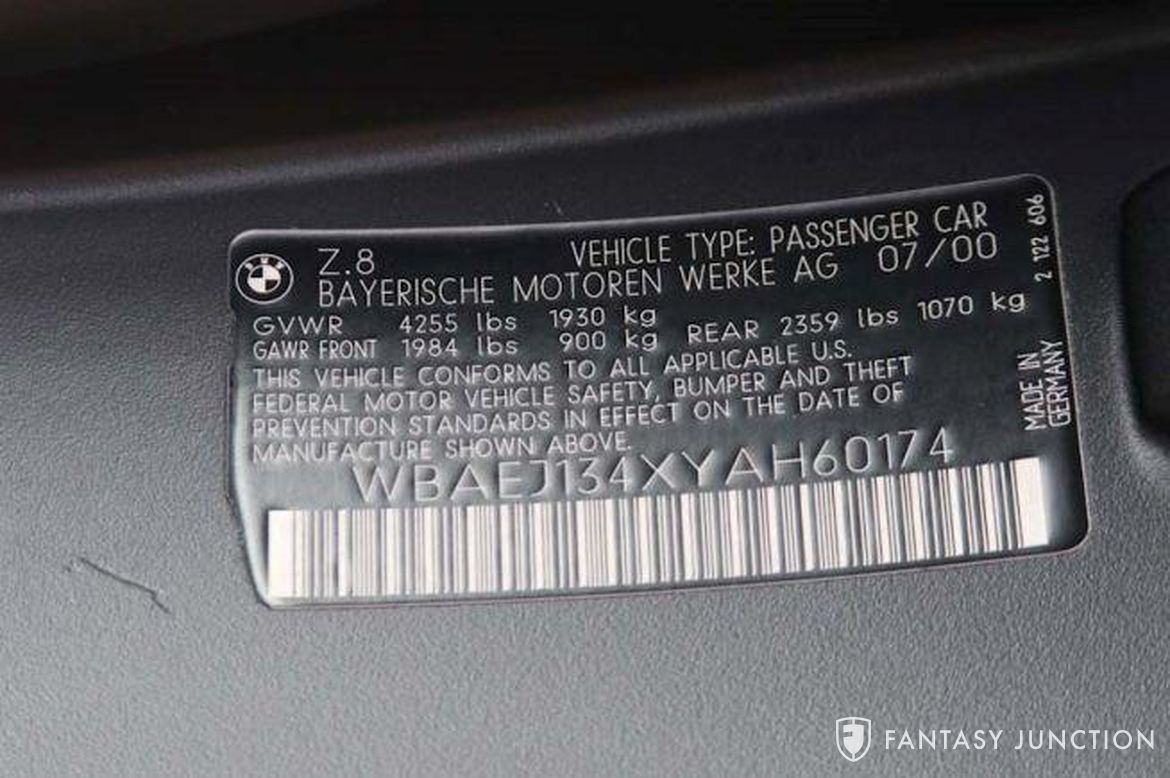 Z.8 VEHICLE TYPE: PASSENGER CAR
BAYERISCHE MOTOREN WERKE AG 07/00
GVWR 4255 lbs 1930 kg
GAWR FRONT 1984 lbs 900 kg REAR 2359 lbs 1070 kg
THIS VEHICLE CONFORMS TO ALL APPLICABLE U.S.
FEDERAL MOTOR VEHICLE SAFETY, BUMPER AND THEFT
PREVENTION STANDARDS IN EFFECT ON THE DATE OF
MANUFACTURE SHOWN ABOVE.
WBAEJ134XYAH60174
2 122 606
MADE IN
GERMANY
FANTASY JUNCTION